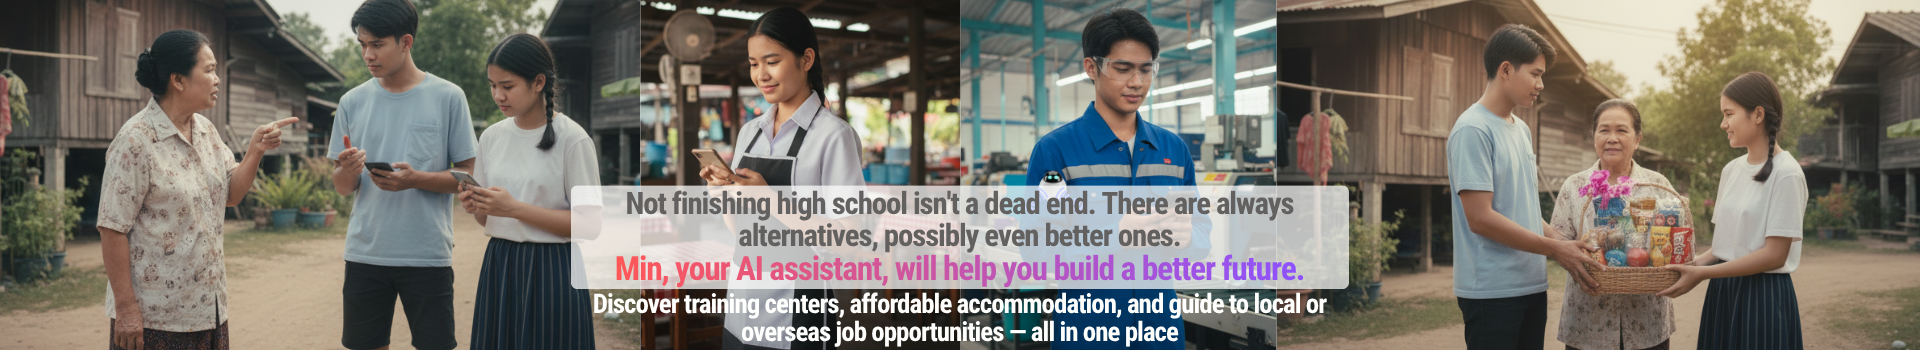 Not finishing high school isn't a dead end. There are always
alternatives, possibly even better ones.
Min, your AI assistant, will help you build a better future.
Discover training centers, affordable accommodation, and guide to local or
overseas job opportunities — all in one place